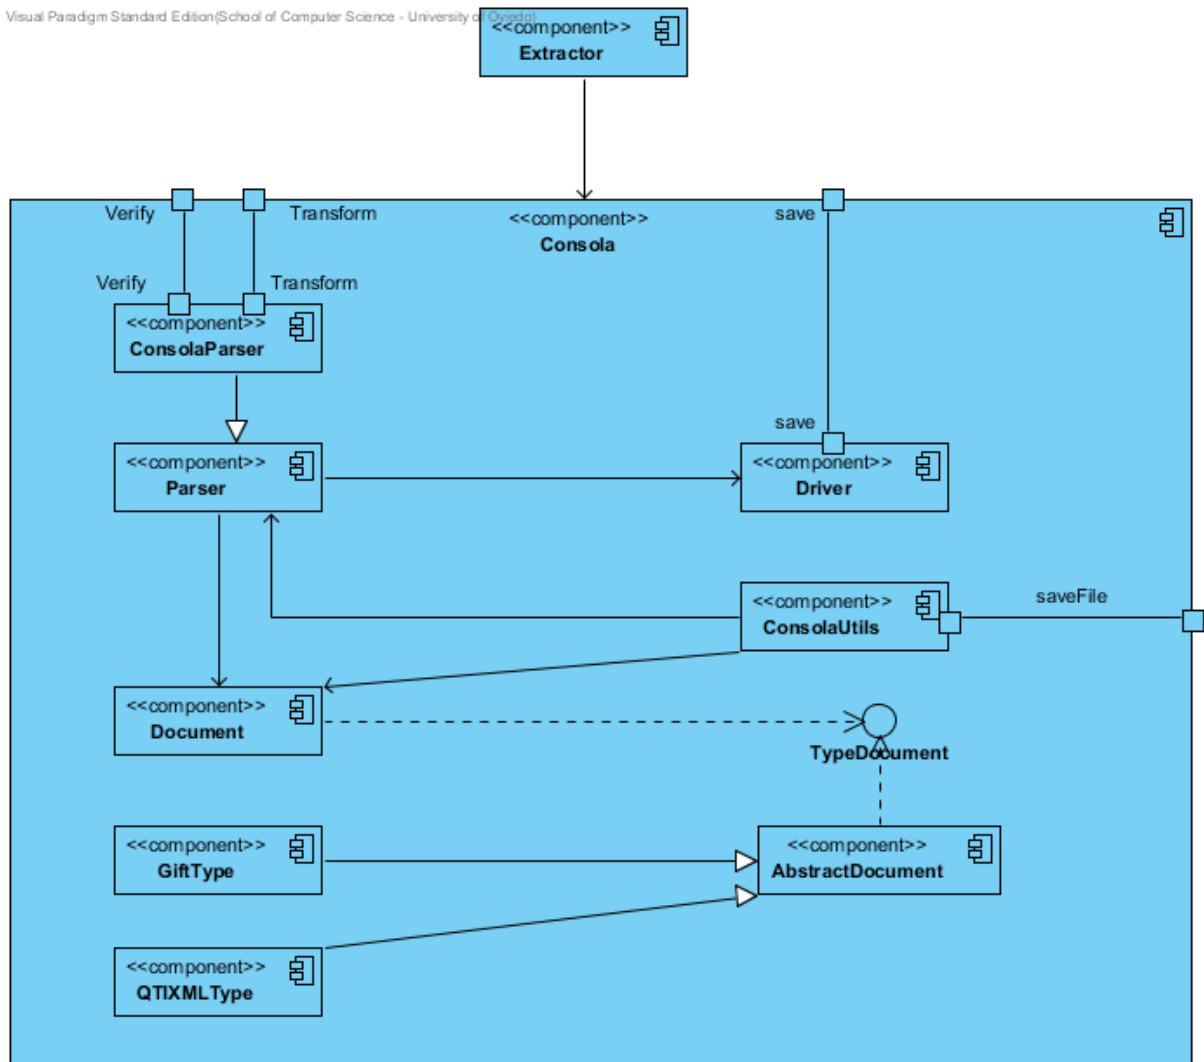 Visual Paradigm Standard Edition(School of Computer Science - University of Oviedo)
<<component>>
Extractor
Verify
Transform
<<component>>
Consola
save
Verify
Transform
<<component>>
ConsolaParser
save
<<component>>
Parser
<<component>>
Driver
<<component>>
ConsolaUtils
saveFile
<<component>>
Document
TypeDocument
<<component>>
GiftType
<<component>>
AbstractDocument
<<component>>
QTIXMLType